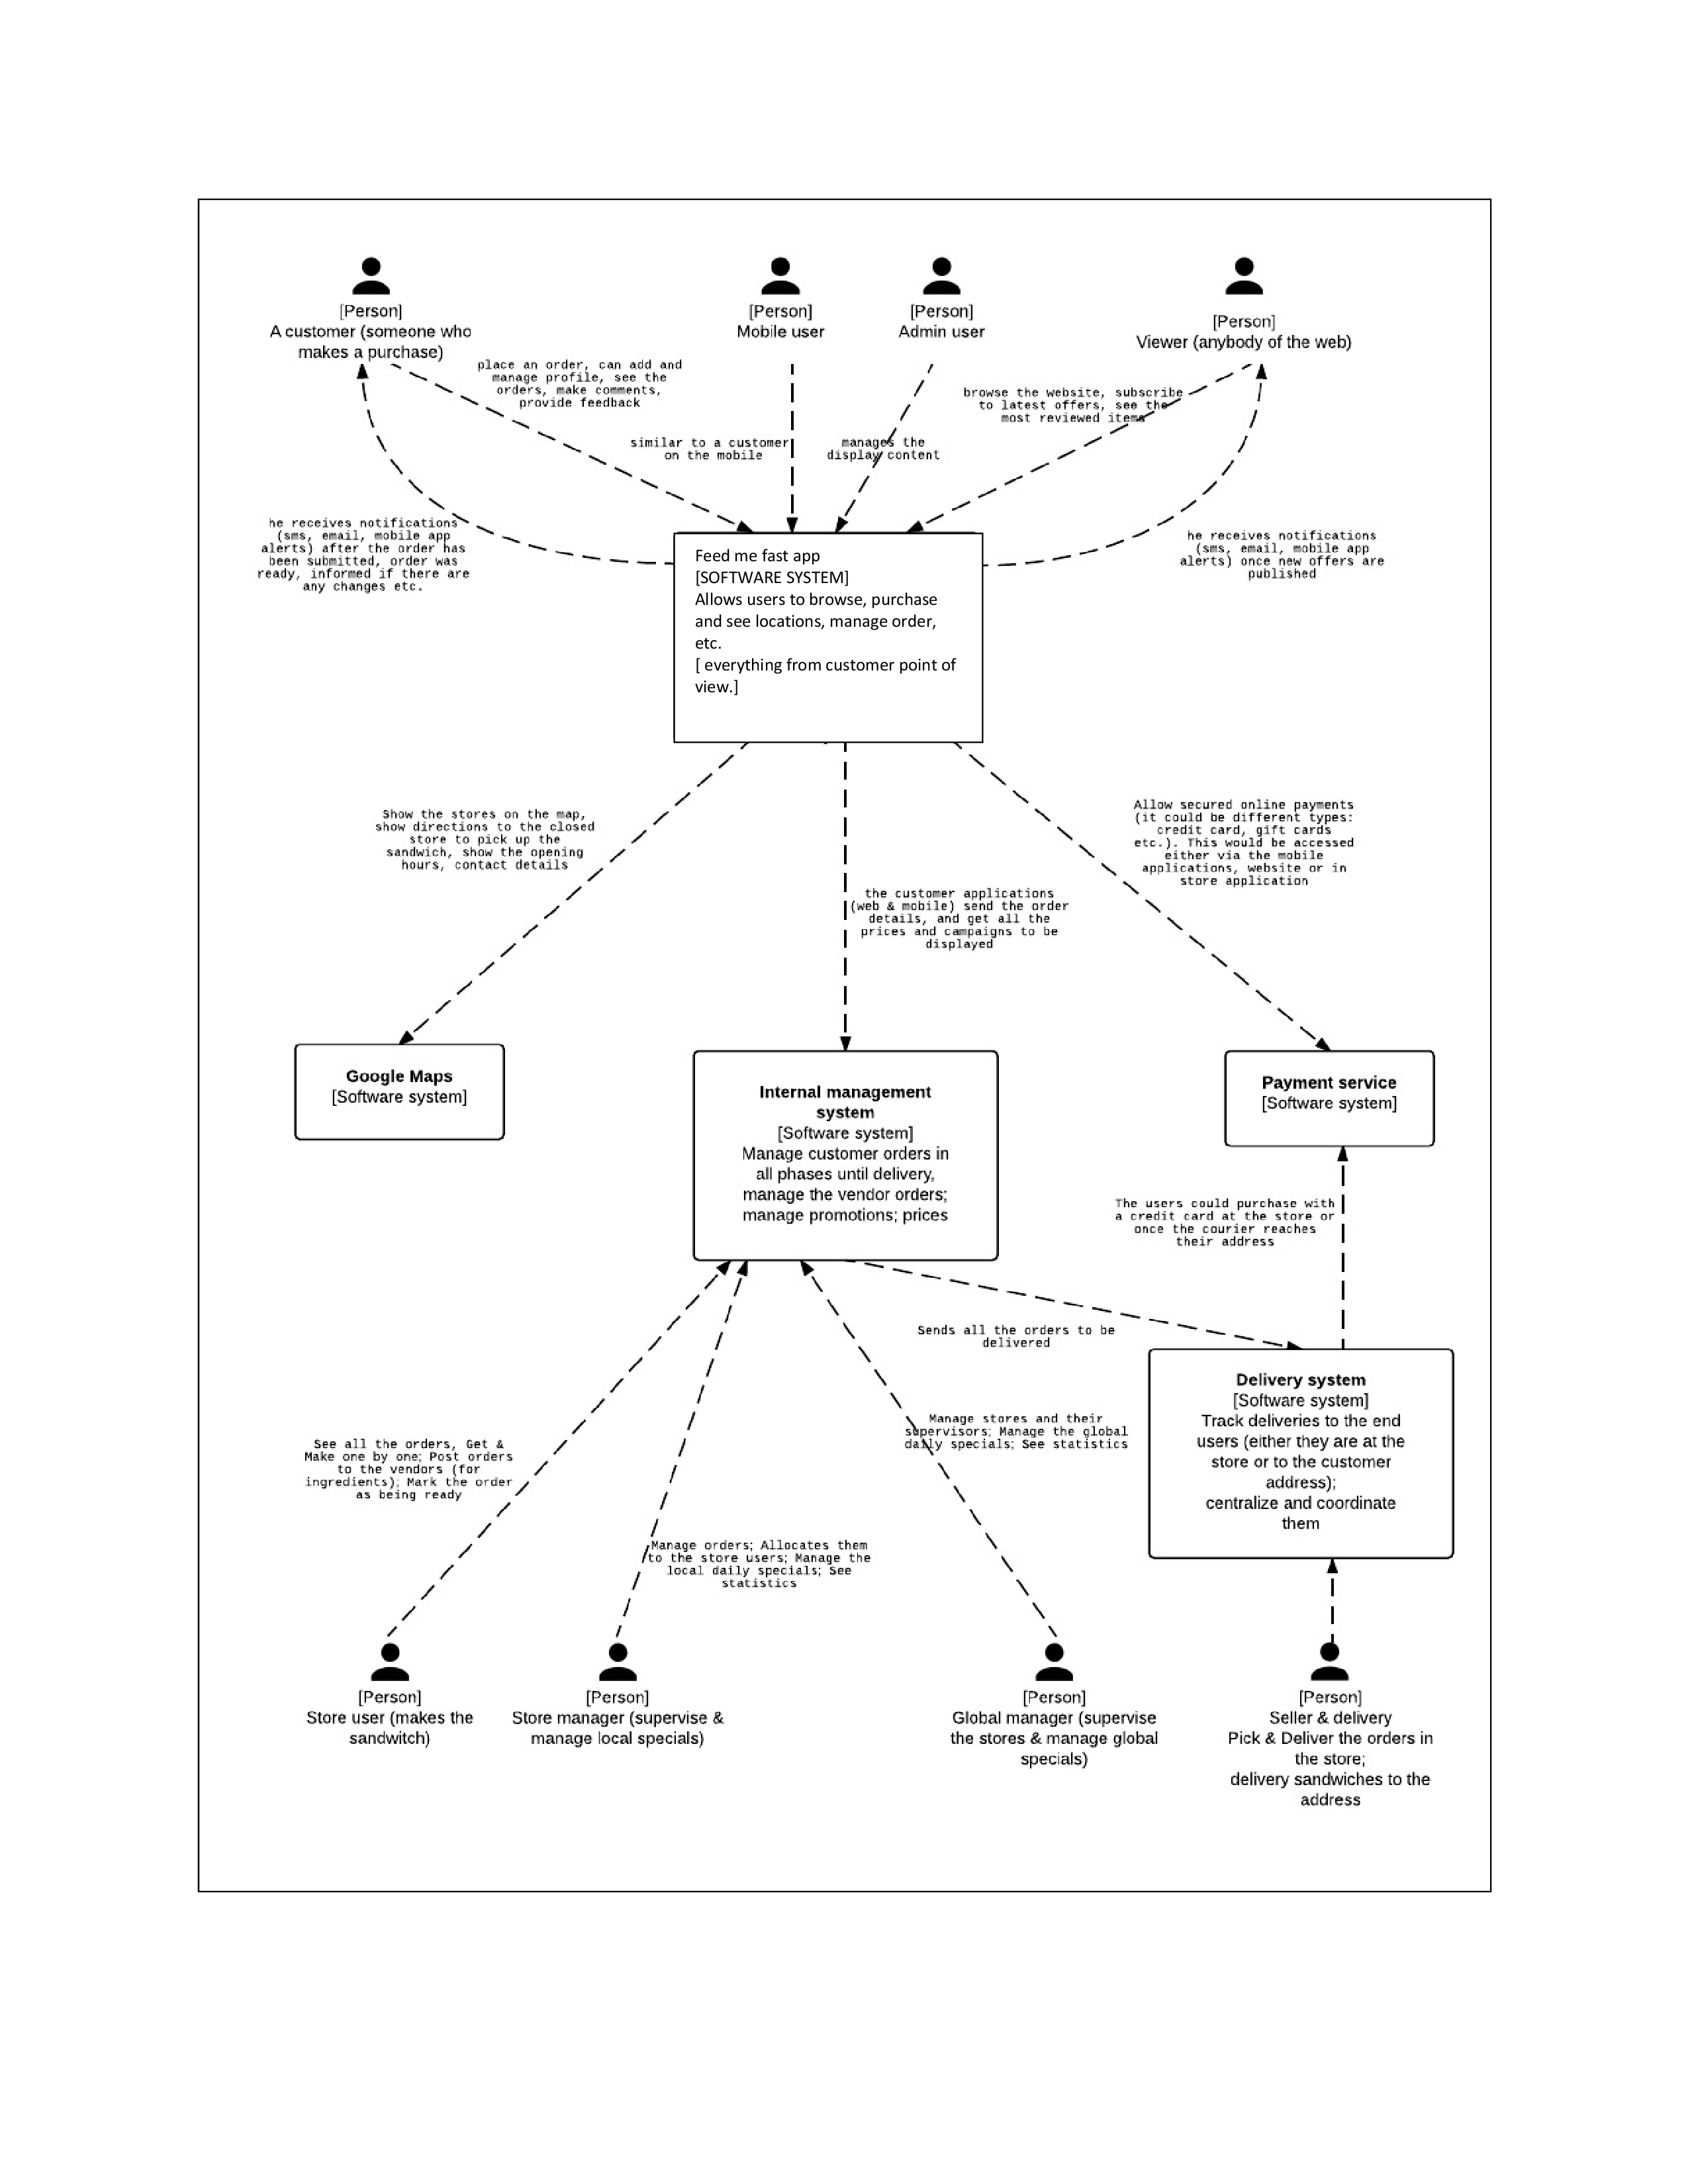 [Person]
A customer (someone who
makes a purchase)
[Person]
Mobile user
[Person]
Admin user
[Person]
Viewer (anybody of the web)
place an order, can add and
manage profile, see the
orders, make comments,
provide feedback
similar to a customer
on the mobile
manages the
display content
browse the website, subscribe
to latest offers, see the
most reviewed items
he receives notifications
(sms, email, mobile app
alerts) after the order has
been submitted, order was
ready, informed if there are
any changes etc.
he receives notifications
(sms, email, mobile app
alerts) once new offers are
published
Feed me fast app
[SOFTWARE SYSTEM]
Allows users to browse, purchase
and see locations, manage order,
etc.
[ everything from customer point of
view.]
Show the stores on the map,
show directions to the closed
store to pick up the
sandwich, show the opening
hours, contact details
the customer applications
(web & mobile) send the order
details, and get all the
prices and campaigns to be
displayed
Allow secured online payments
(it could be different types:
credit card, gift cards
etc.). This would be accessed
either via the mobile
applications, website or in
store application
Google Maps
[Software system]
Internal management
system
[Software system]
Manage customer orders in
all phases until delivery,
manage the vendor orders;
manage promotions; prices
Payment service
[Software system]
The users could purchase with
a credit card at the store or
once the courier reaches
their address
Sends all the orders to be
delivered
Delivery system
[Software system]
Track deliveries to the end
users (either they are at the
store or to the customer
address);
centralize and coordinate
them
See all the orders, Get &
Make one by one; Post orders
to the vendors (for
ingredients); Mark the order
as being ready
Manage orders; Allocates them
to the store users; Manage the
local daily specials; See
statistics
Manage stores and their
supervisors; Manage the global
daily specials; See statistics
[Person]
Store user (makes the
sandwitch)
[Person]
Store manager (supervise &
manage local specials)
[Person]
Global manager (supervise
the stores & manage global
specials)
[Person]
Seller & delivery
Pick & Deliver the orders in
the store;
delivery sandwiches to the
address